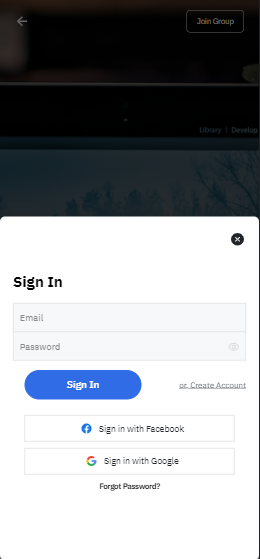 Join Group
Library | Develop
Sign In
Email
Password
Sign In
or, Create Account
Sign in with Facebook
Sign in with Google
Forgot Password?